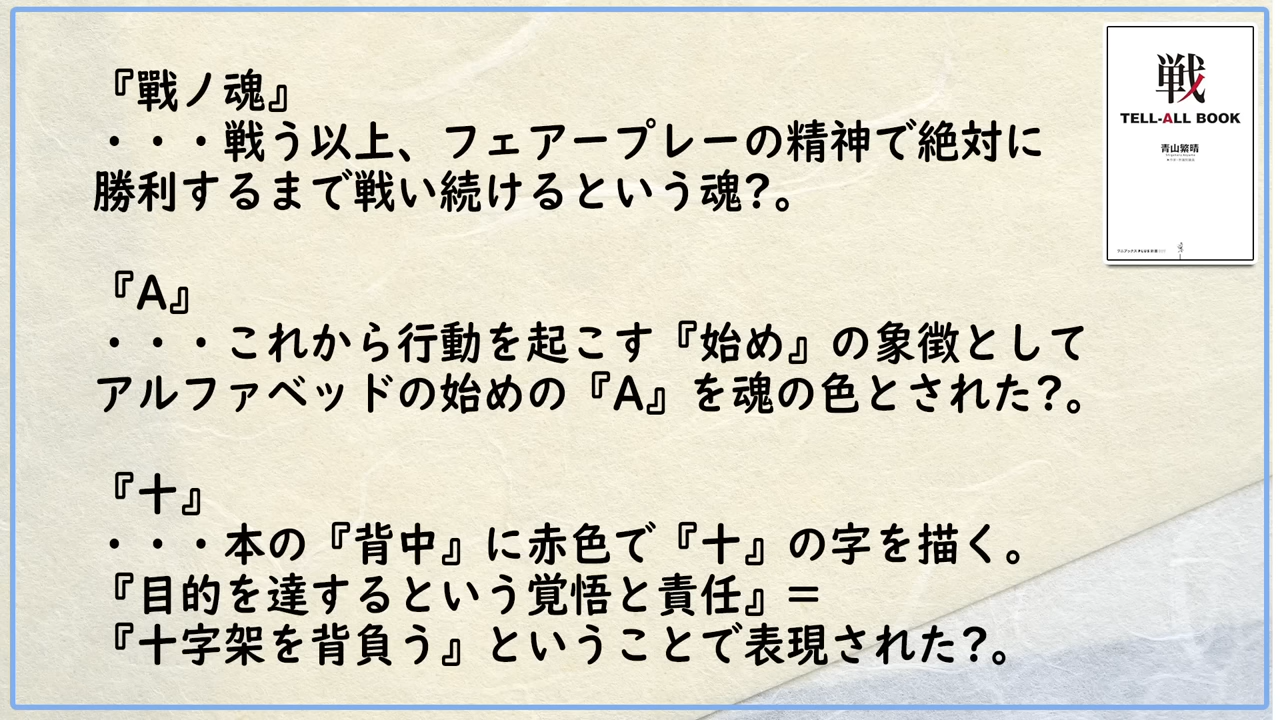 『戰ノ魂』
・・・戦う以上、フェアープレーの精神で絶対に
勝利するまで戦い続けるという魂?。
『A』
・・・これから行動を起こす『始め』の象徴として
アルファベッドの始めの『A』を魂の色とされた?。
『十』
・・・本の『背中』に赤色で『十』の字を描く。
『目的を達するという覚悟と責任』=
『十字架を背負う』ということで表現された?。
戦
TELL-ALL BOOK
青山繁晴